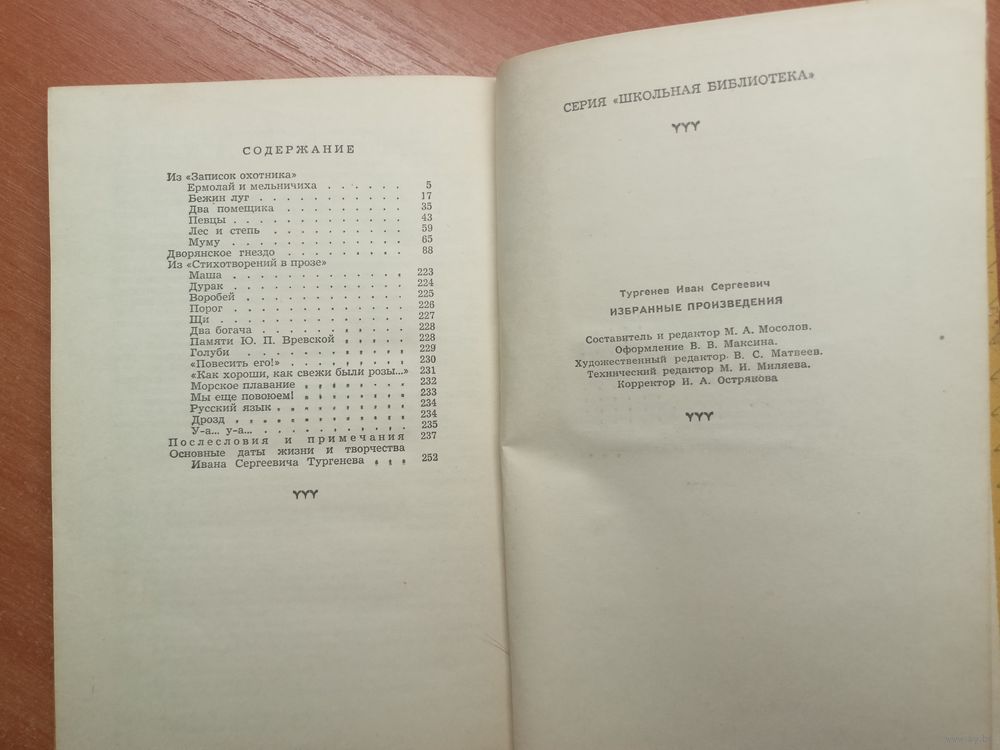 СОДЕРЖАНИЕ
Из «Записок охотника»
Ермолай и мельничиха . . . . . . 5
Бежин луг . . . . . . . . . . . 17
Два помещика . . . . . . . . . 35
Певцы . . . . . . . . . . . . . 43
Лес и степь . . . . . . . . . . 59
Муму . . . . . . . . . . . . . 65
Дворянское гнездо . . . . . . . . . 88
Из «Стихотворений в прозе»
Маша . . . . . . . . . . . . . 223
Дурак . . . . . . . . . . . . . 224
Воробей . . . . . . . . . . . . 225
Порог . . . . . . . . . . . . . 226
Щи . . . . . . . . . . . . . . 227
Два богача . . . . . . . . . . . 228
Памяти Ю. П. Вревской . . . . . 228
Голуби . . . . . . . . . . . . 229
«Повесить его!» . . . . . . . . . 230
«Как хороши, как свежи были розы...» 231
Морское плавание . . . . . . . . 232
Мы еще повоюем! . . . . . . . . 233
Русский язык . . . . . . . . . . 234
Дрозд . . . . . . . . . . . . . 234
У-а... у-а... . . . . . . . . . . . 235
Послесловия и примечания 237
Основные даты жизни и творчества
Ивана Сергеевича Тургенева . . . 252
СЕРИЯ «ШКОЛЬНАЯ БИБЛИОТЕКА»
Тургенев Иван Сергеевич
ИЗБРАННЫЕ ПРОИЗВЕДЕНИЯ
Составитель и редактор М. А. Мосолов.
Оформление В. В. Максина.
Художественный редактор В. С. Матвеев.
Технический редактор М. И. Миляева.
Корректор И. А. Острякова